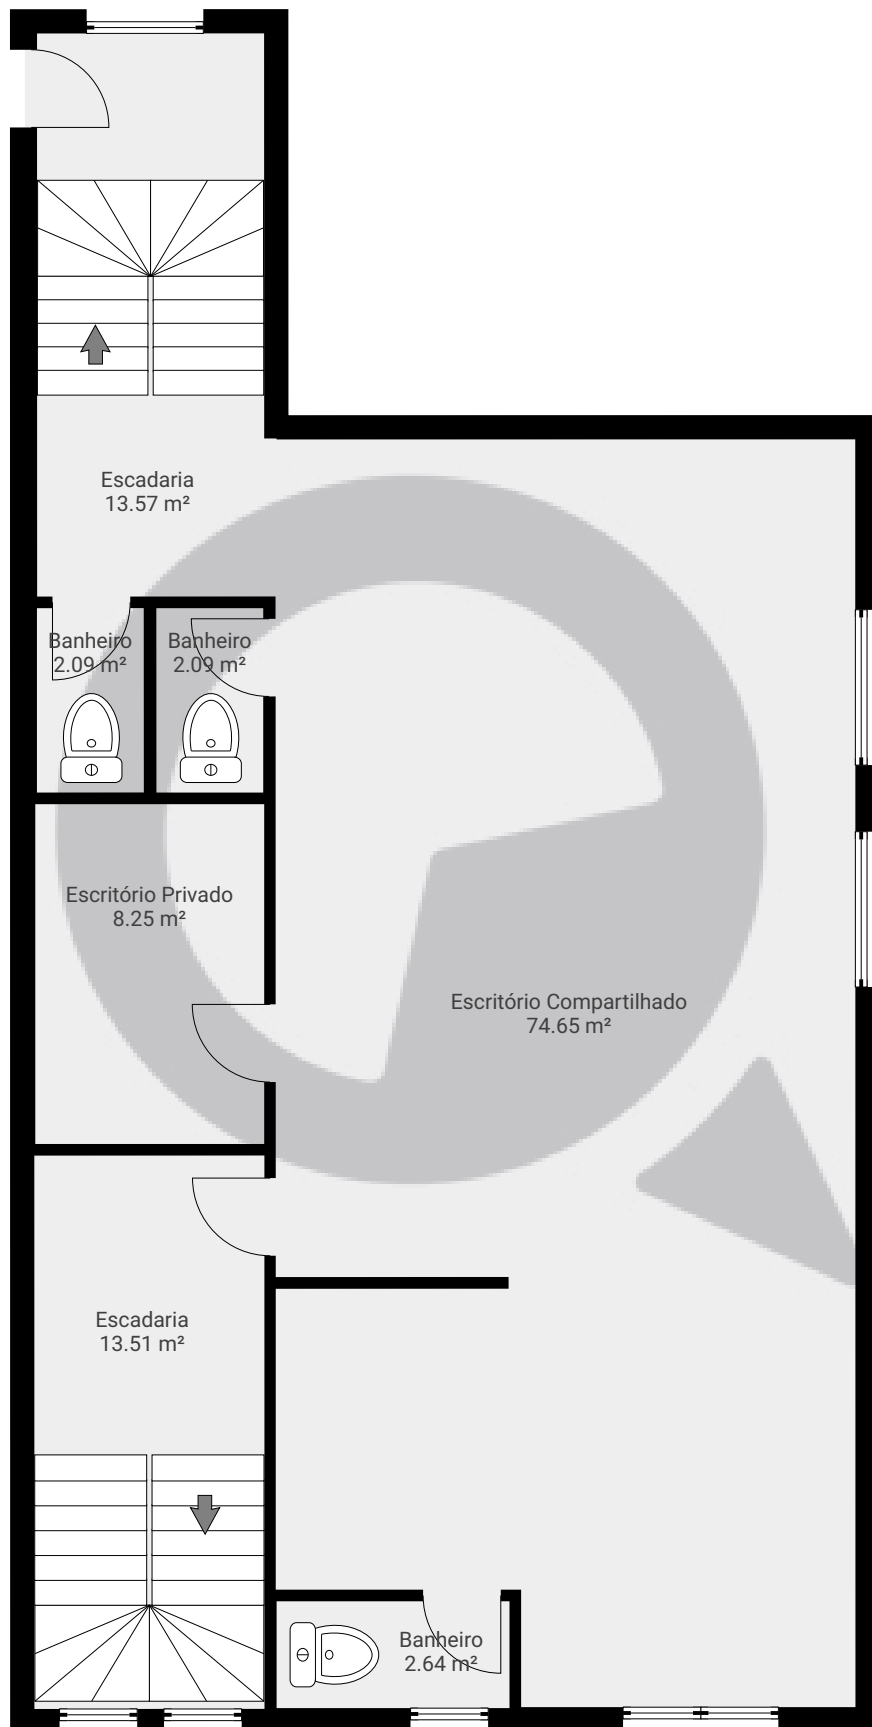 Escadaria
13.57 m²
Banheiro
2.09 m²
Banheiro
2.09 m²
Escritório Privado
8.25 m²
Escritório Compartilhado
74.65 m²
Escadaria
13.51 m²
Banheiro
2.64 m²